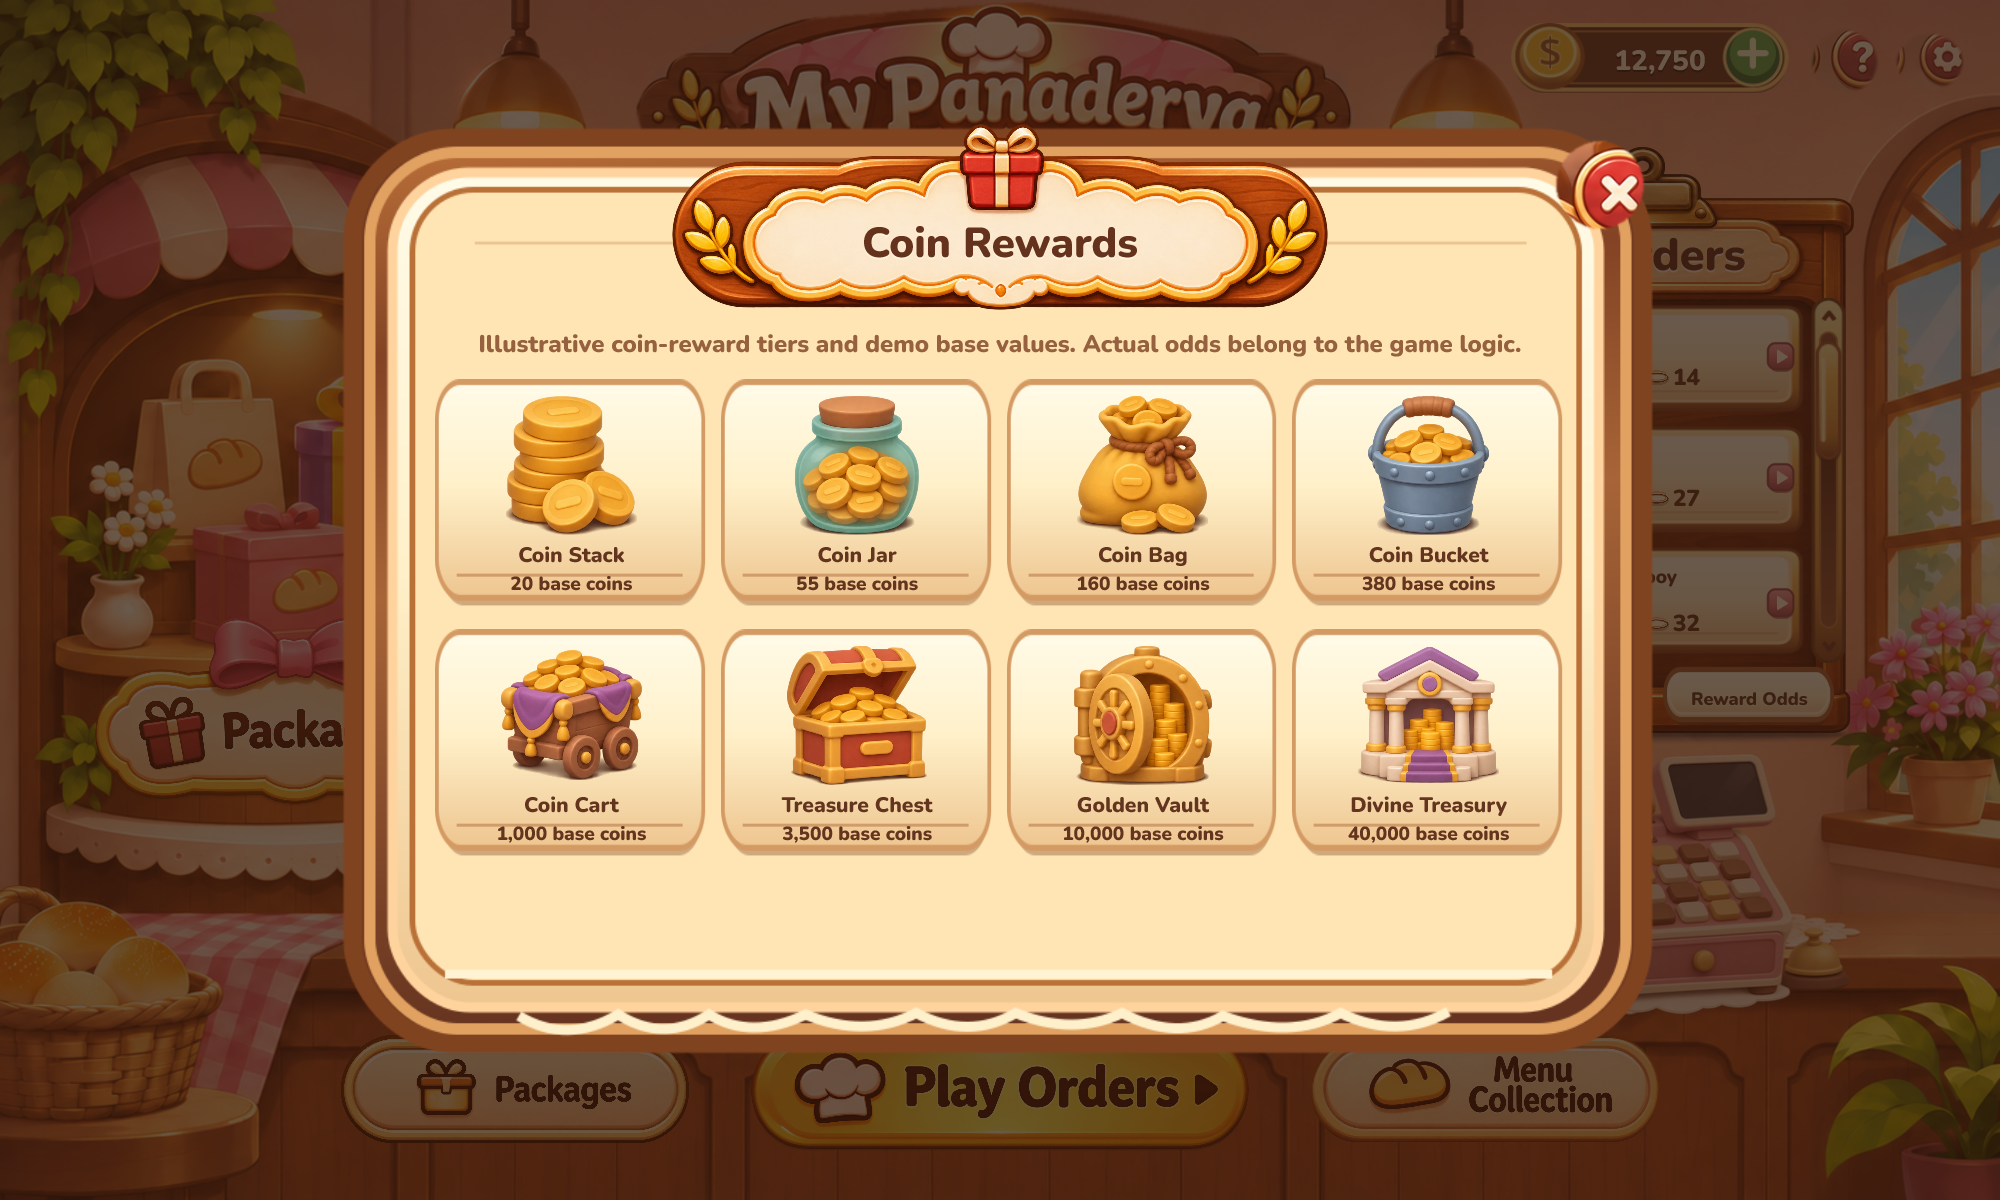 My Panaderya
$ 12,750
?
Coin Rewards
ders
Illustrative coin-reward tiers and demo base values. Actual odds belong to the game logic.
14
27
boy
32
Coin Stack
20 base coins
Coin Jar
55 base coins
Coin Bag
160 base coins
Coin Bucket
380 base coins
Coin Cart
1,000 base coins
Treasure Chest
3,500 base coins
Golden Vault
10,000 base coins
Divine Treasury
40,000 base coins
Reward Odds
Packa
Packages
Play Orders
Menu
Collection